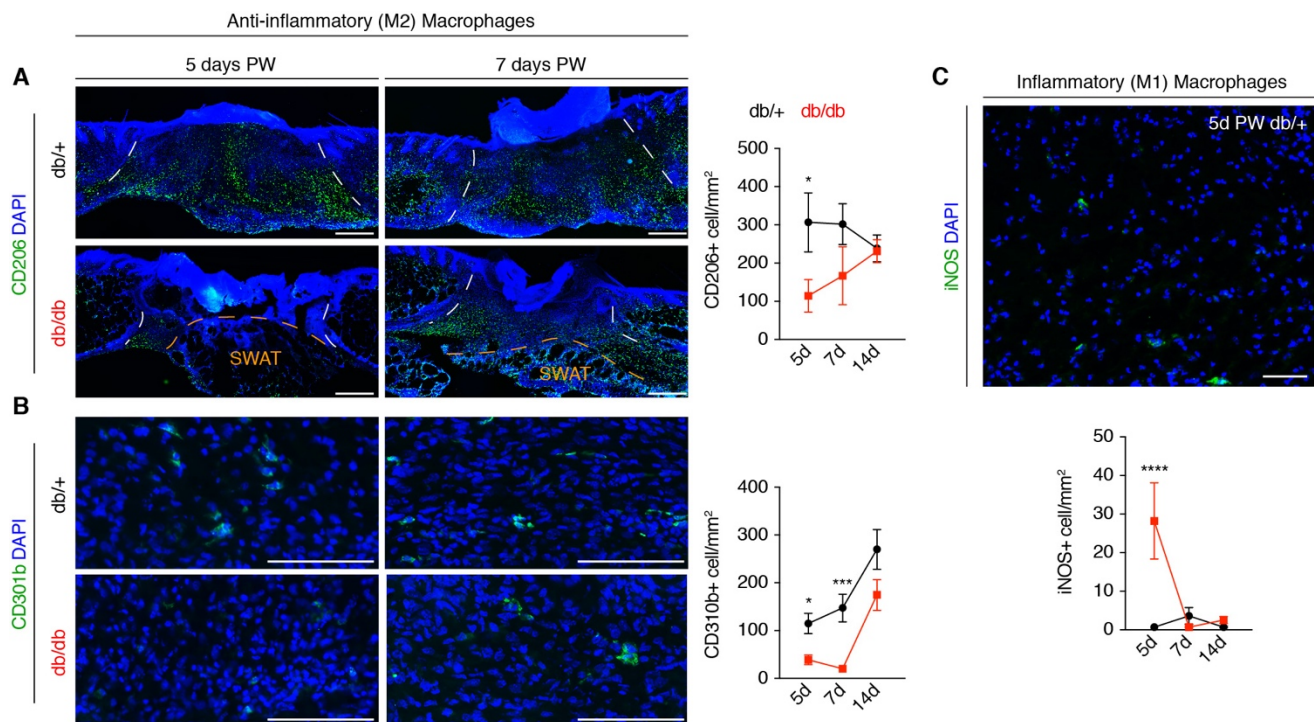 Anti-inflammatory (M2) Macrophages
A
5 days PW
7 days PW
CD206 DAPI
db/+
db/db
SWAT
SWAT
db/+ db/db
CD206+ cell/mm²
500
400
300
200
100
0
*
5d
7d
14d
B
CD301b DAPI
db/+
db/db
CD310b+ cell/mm²
400
300
200
100
0
*
***
5d
7d
14d
C
Inflammatory (M1) Macrophages
iNOS DAPI
5d PW db/+
iNOS+ cell/mm²
50
40
30
20
10
0
****
5d
7d
14d